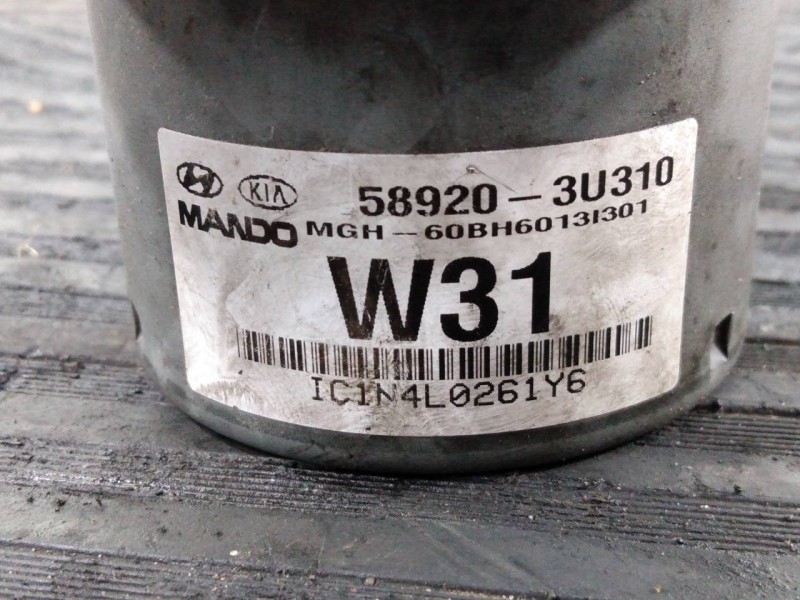 KIA 58920-3U310
MANDO MGH-60BH6013I301
W31
IC1N4L0261Y6